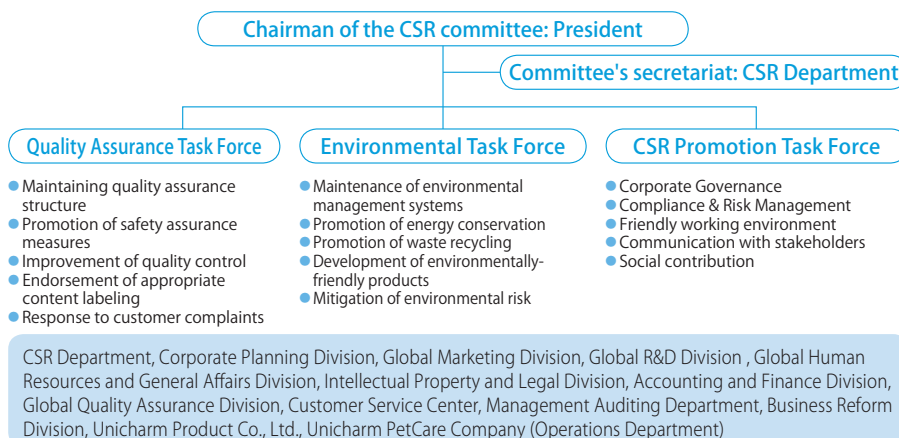 Chairman of the CSR committee: President
Committee's secretariat: CSR Department
Quality Assurance Task Force
Maintaining quality assurance
structure
Promotion of safety assurance
measures
Improvement of quality control
Endorsement of appropriate
content labeling
Response to customer complaints
Environmental Task Force
Maintenance of environmental
management systems
Promotion of energy conservation
Promotion of waste recycling
Development of environmentally-
friendly products
Mitigation of environmental risk
CSR Promotion Task Force
Corporate Governance
Compliance & Risk Management
Friendly working environment
Communication with stakeholders
Social contribution
CSR Department, Corporate Planning Division, Global Marketing Division, Global R&D Division , Global Human
Resources and General Affairs Division, Intellectual Property and Legal Division, Accounting and Finance Division,
Global Quality Assurance Division, Customer Service Center, Management Auditing Department, Business Reform
Division, Unicharm Product Co., Ltd., Unicharm PetCare Company (Operations Department)